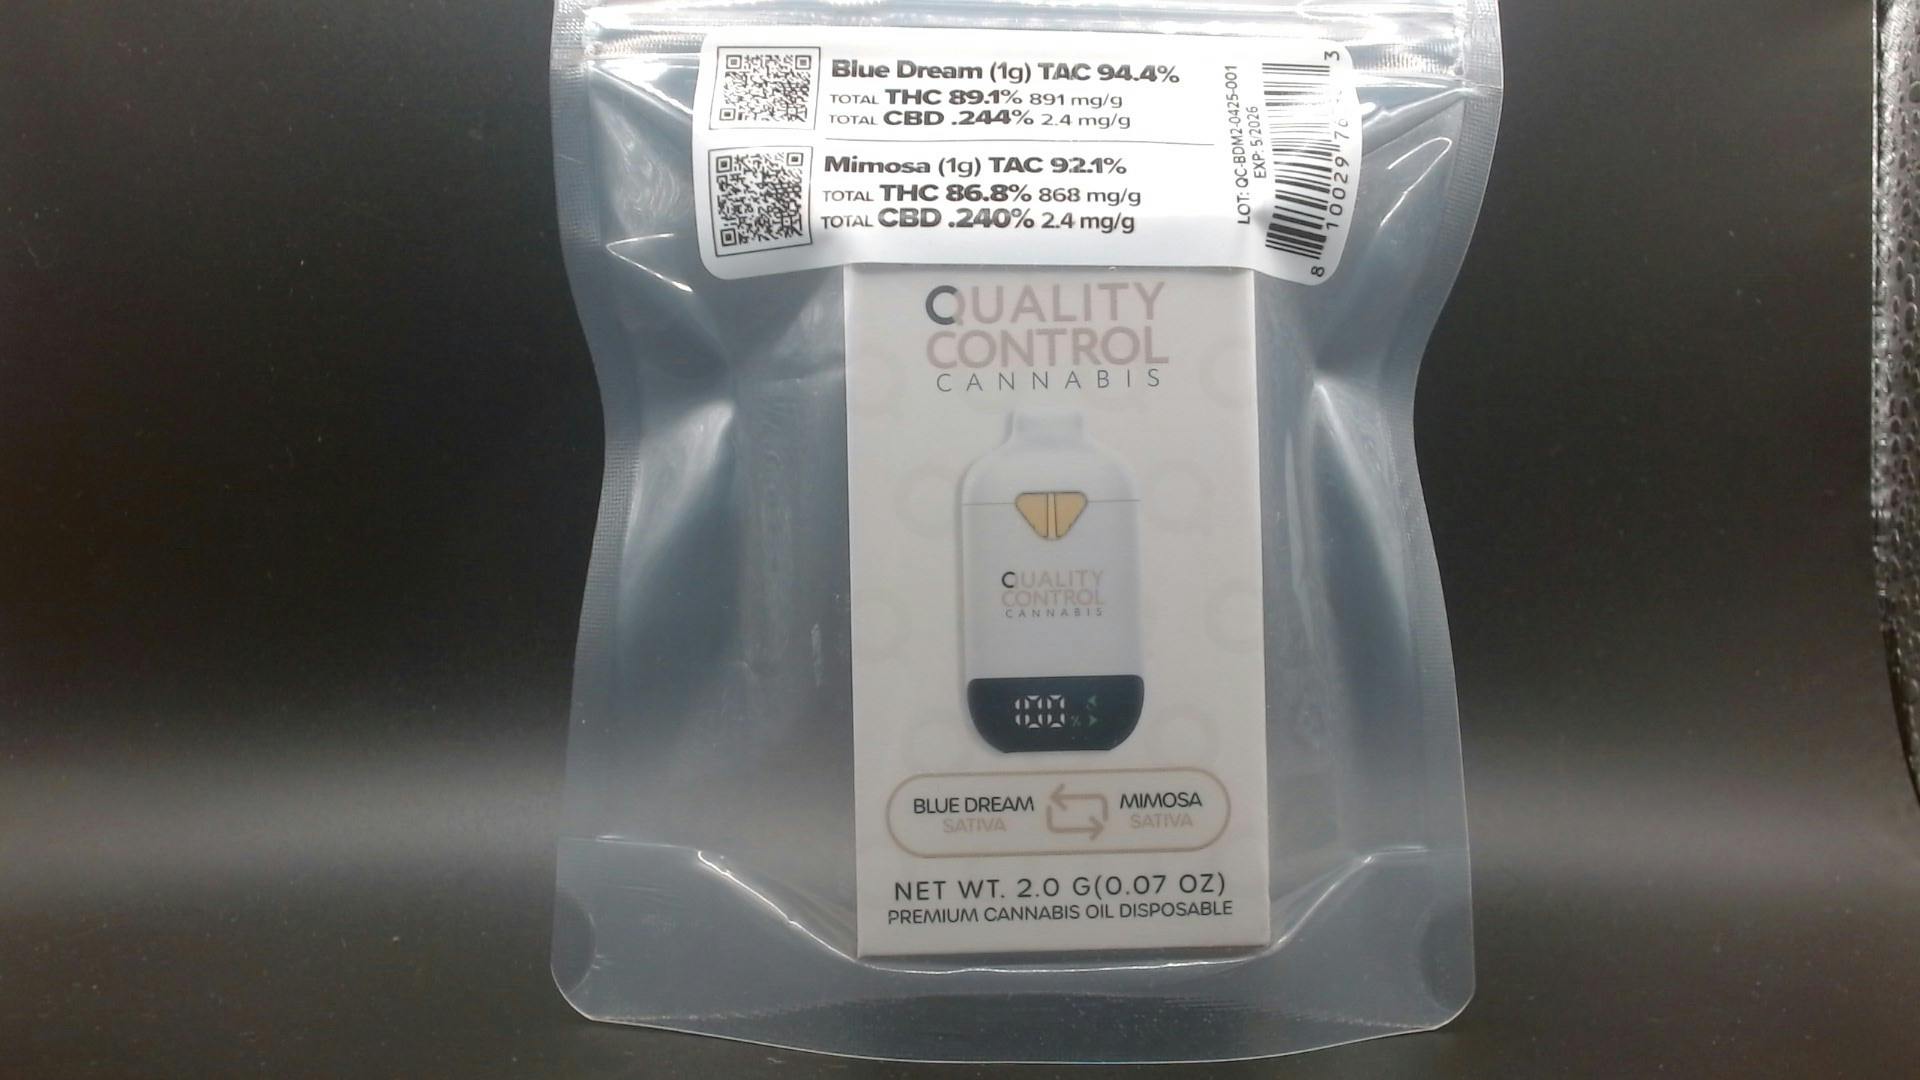 Blue Dream (1g) TAC 94.4%
TOTAL THC 89.1% 891 mg/g
TOTAL CBD .244% 2.4 mg/g
Mimosa (1g) TAC 92.1%
TOTAL THC 86.8% 868 mg/g
TOTAL CBD .240% 2.4 mg/g
LOT: QC-BDM2-0425-001
EXP: 5/2026
QUALITY
CONTROL
CANNABIS
QUALITY
CONTROL
CANNABIS
BLUE DREAM
SATIVA
MIMOSA
SATIVA
NET WT. 2.0 G(0.07 OZ)
PREMIUM CANNABIS OIL DISPOSABLE